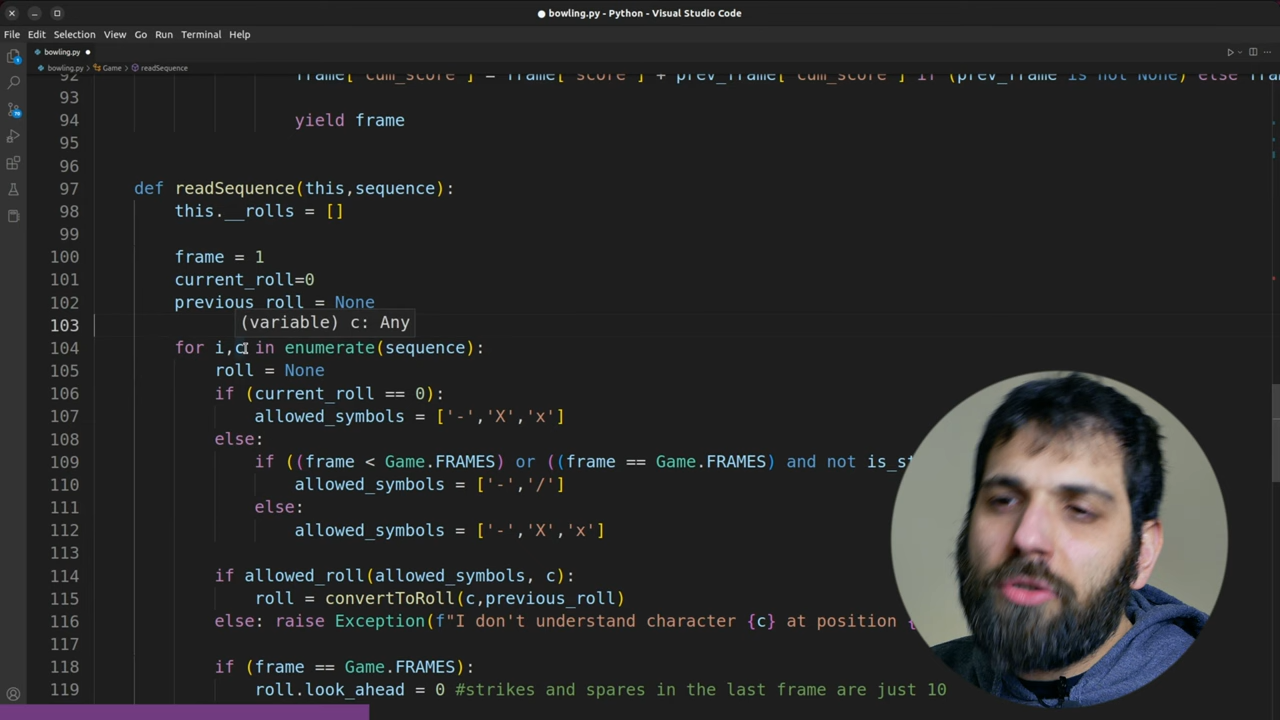 bowling.py - Python - Visual Studio Code
File Edit Selection View Go Run Terminal Help
bowling.py
bowling.py > Game > readSequence
92 frame["cum_score"] = frame["score"] + prev_frame["cum_score"] if (prev_frame is not None) else fra
93
94 yield frame
95
96
97 def readSequence(this,sequence):
98 this.__rolls = []
99
100 frame = 1
101 current_roll=0
102 previous_roll = None
103 (variable) c: Any
104 for i,c in enumerate(sequence):
105 roll = None
106 if (current_roll == 0):
107 allowed_symbols = ['-','X','x']
108 else:
109 if ((frame < Game.FRAMES) or ((frame == Game.FRAMES) and not is_st
110 allowed_symbols = ['-','/']
111 else:
112 allowed_symbols = ['-','X','x']
113
114 if allowed_roll(allowed_symbols, c):
115 roll = convertToRoll(c,previous_roll)
116 else: raise Exception(f"I don't understand character {c} at position {
117
118 if (frame == Game.FRAMES):
119 roll.look_ahead = 0 #strikes and spares in the last frame are just 10